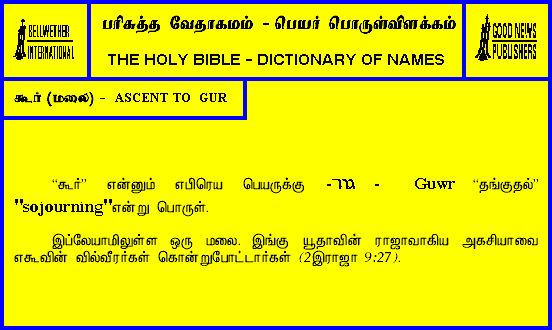 BELLWETHER
INTERNATIONAL
பரிசுத்த வேதாகமம் - பெயர் பொருள்விளக்கம்
THE HOLY BIBLE - DICTIONARY OF NAMES
GOOD NEWS
PUBLISHERS
கூர் (மலை) - ASCENT TO GUR
“கூர்” என்னும் எபிரெய பெயருக்கு -גור - Guwr “தங்குதல்”
"sojourning"என்று பொருள்.
இப்லேயாமிலுள்ள ஒரு மலை. இங்கு யூதாவின் ராஜாவாகிய அகசியாவை
எகூவின் வில்வீரர்கள் கொன்றுபோட்டார்கள் (2இராஜா 9:27).